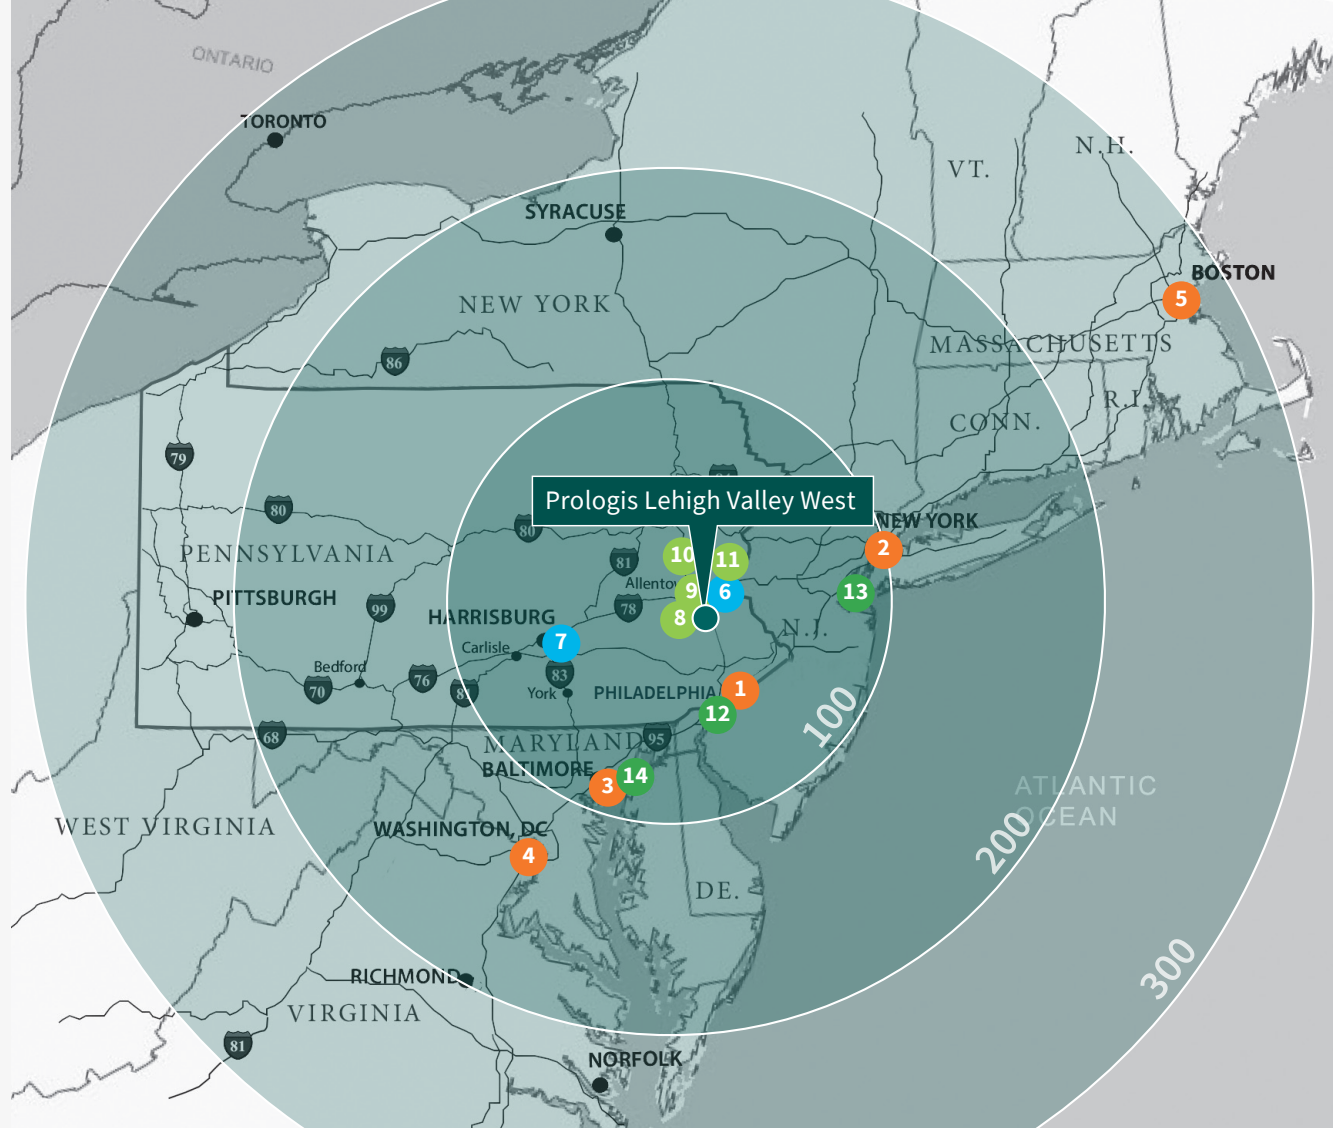 ONTARIO
TORONTO
N.H.
VT.
SYRACUSE
BOSTON
5
NEW YORK
MASSACHUSETTS
86
R.I.
CONN.
79
Prologis Lehigh Valley West
80
80
NEW YORK
2
PENNSYLVANIA
10
11
81
Allento
9
6
13
PITTSBURGH
99
78
HARRISBURG
8
N.J.
7
Carlisle
Bedford
76
83
70
York
PHILADELPHIA
1
12
100
68
MARYLAND
95
BALTIMORE
3
14
ATLANTIC
OCEAN
WEST VIRGINIA
WASHINGTON, DC
4
200
DE.
300
RICHMOND
VIRGINIA
81
NORFOLK